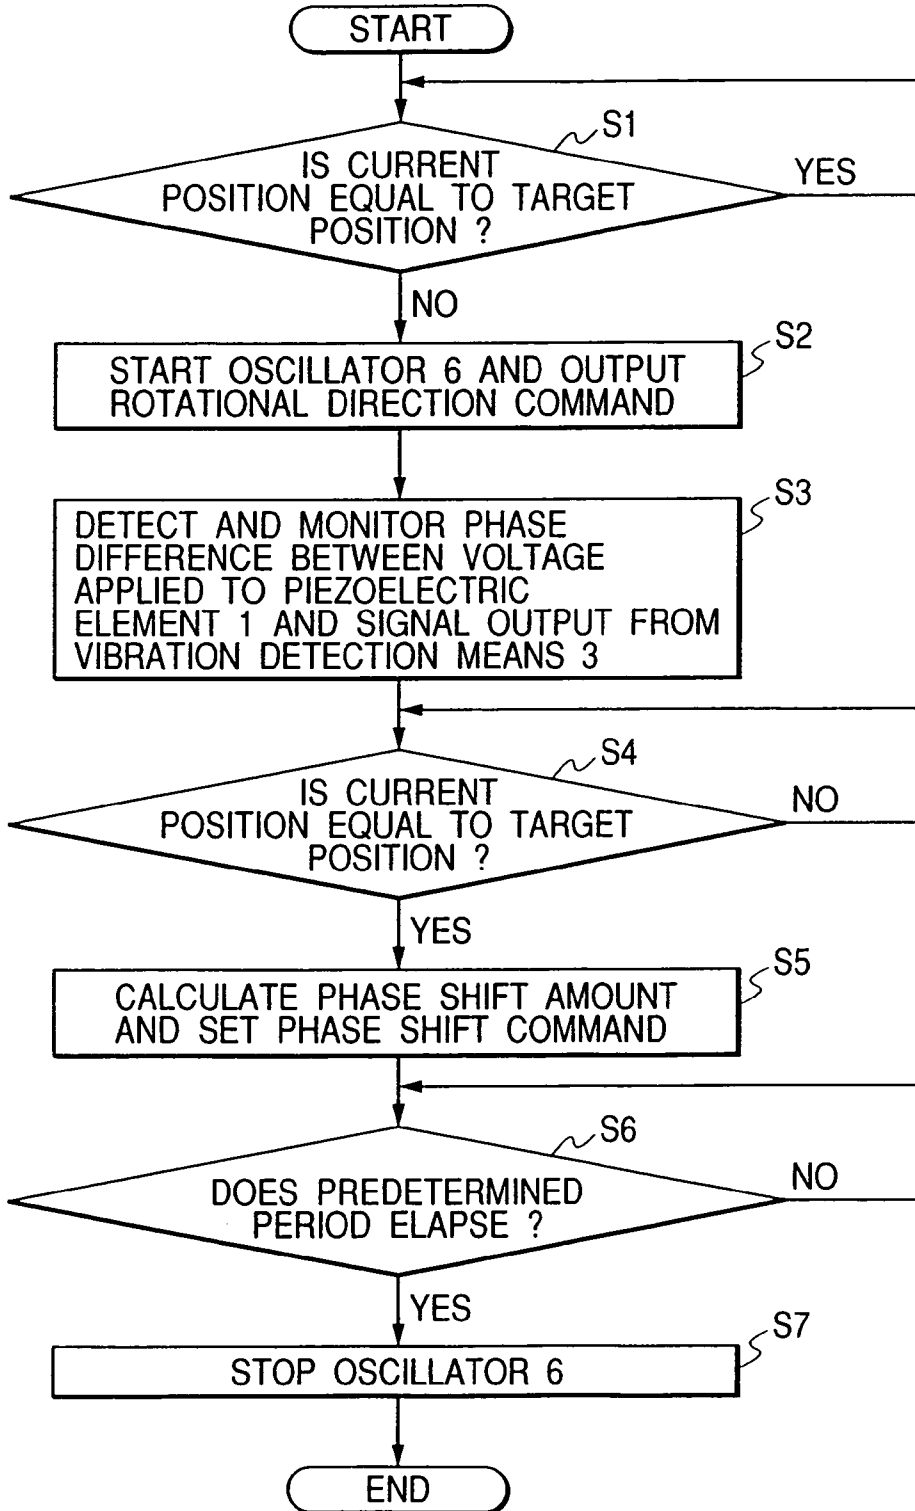 START
S1
IS CURRENT
POSITION EQUAL TO TARGET
POSITION ?
YES
NO
S2
START OSCILLATOR 6 AND OUTPUT
ROTATIONAL DIRECTION COMMAND
S3
DETECT AND MONITOR PHASE
DIFFERENCE BETWEEN VOLTAGE
APPLIED TO PIEZOELECTRIC
ELEMENT 1 AND SIGNAL OUTPUT FROM
VIBRATION DETECTION MEANS 3
S4
IS CURRENT
POSITION EQUAL TO TARGET
POSITION ?
NO
YES
S5
CALCULATE PHASE SHIFT AMOUNT
AND SET PHASE SHIFT COMMAND
S6
DOES PREDETERMINED
PERIOD ELAPSE ?
NO
YES
S7
STOP OSCILLATOR 6
END